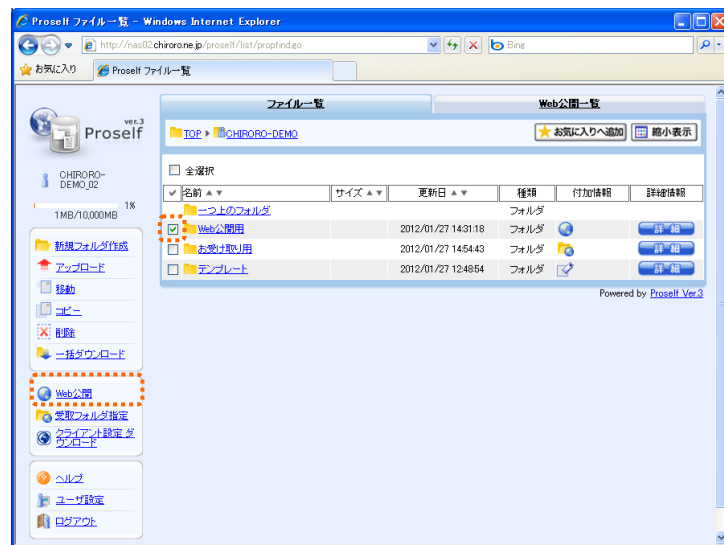 Proself ファイル一覧 - Windows Internet Explorer
http://nas02.chiroro.ne.jp/proself/list/propfind.go
Bing
お気に入り
Proself ファイル一覧
ver.3
Proself
CHIRORO-
DEMO_02
1%
1MB/10,000MB
新規フォルダ作成
アップロード
移動
コピー
削除
一括ダウンロード
Web公開
受取フォルダ指定
クライアント設定 ダ
ウンロード
ヘルプ
ユーザ設定
ログアウト
ファイル一覧
Web公開一覧
TOP CHIRORO-DEMO
お気に入りへ追加 縮小表示
全選択
名前 ▲▼ サイズ ▲▼ 更新日 ▲▼ 種類 付加情報 詳細情報
一つ上のフォルダ フォルダ
Web公開用 2012/01/27 14:31:18 フォルダ 詳 細
お受け取り用 2012/01/27 14:54:43 フォルダ 詳 細
テンプレート 2012/01/27 12:48:54 フォルダ 詳 細
Powered by Proself Ver.3